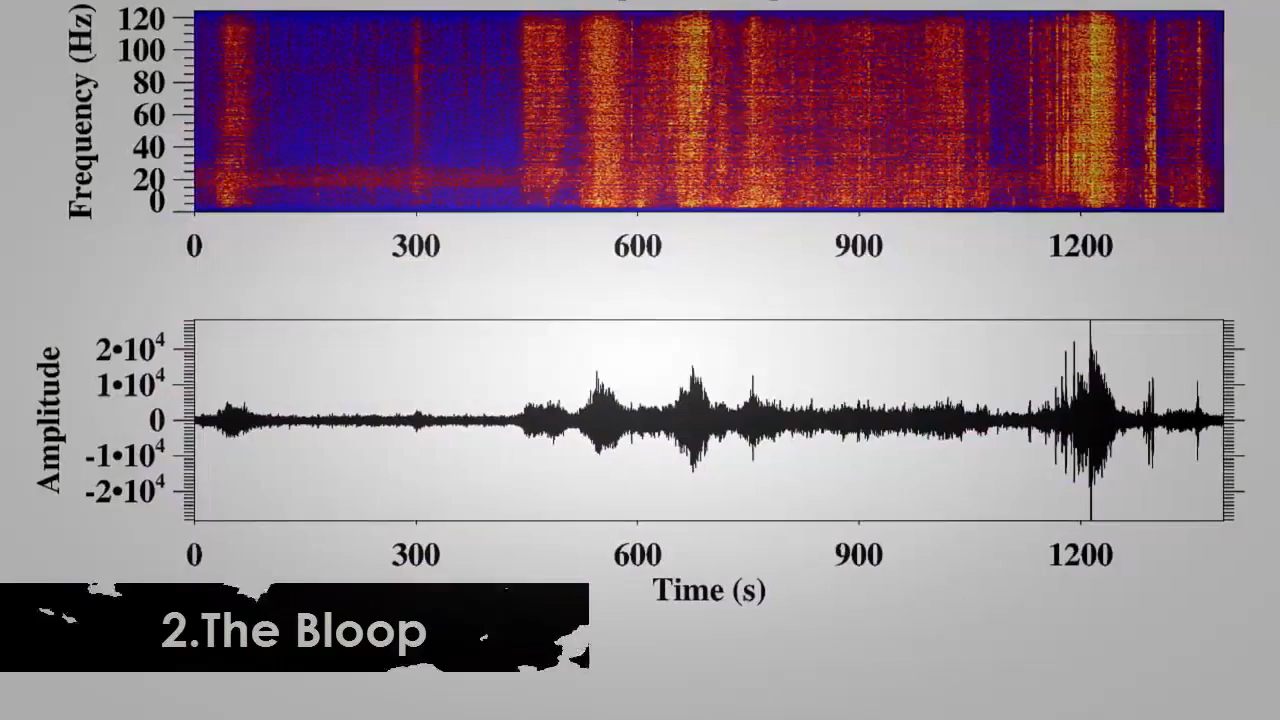 Frequency (Hz)
120
100
80
60
40
20
0
0
0 300 600 900 1200
Amplitude
2•10⁴
1•10⁴
0
-1•10⁴
-2•10⁴
0 300 600 900 1200
Time (s)
2.The Bloop